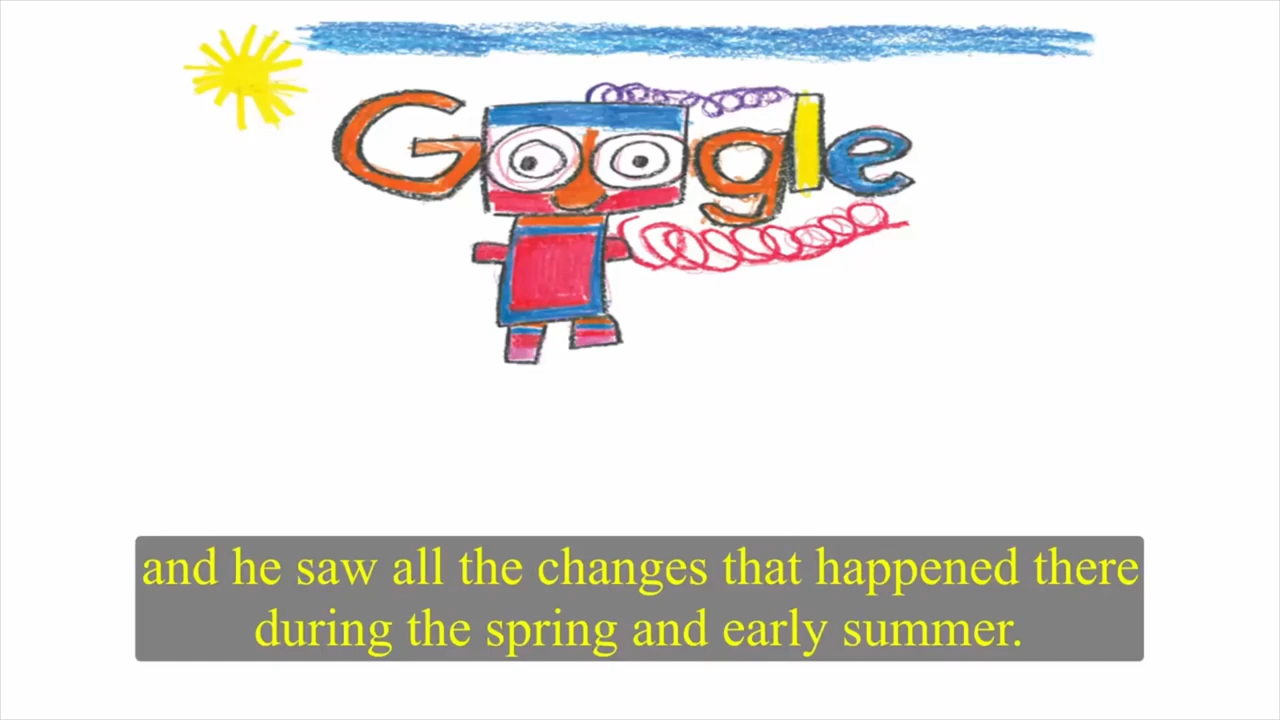 Google
and he saw all the changes that happened there
during the spring and early summer.